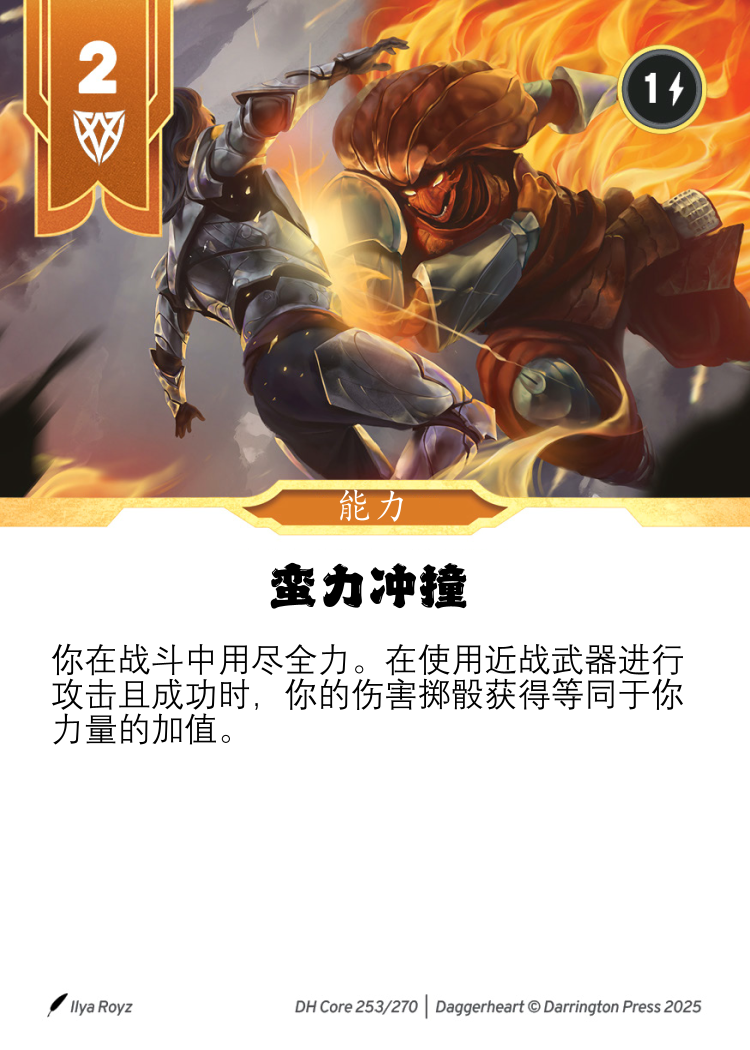 2
1
能力
蛮力冲撞
你在战斗中用尽全力。在使用近战武器进行
攻击且成功时，你的伤害掷骰获得等同于你
力量的加值。
Ilya Royz
DH Core 253/270 | Daggerheart © Darrington Press 2025